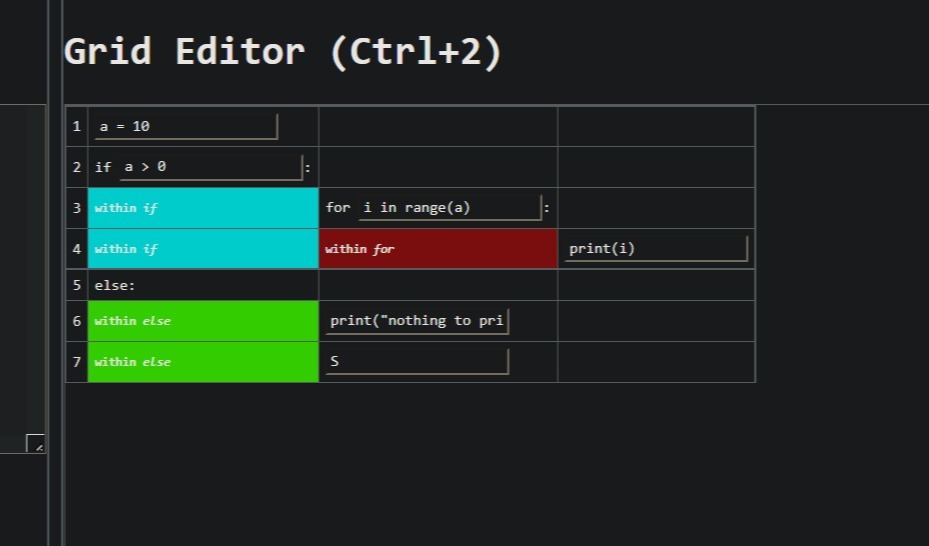 Grid Editor (Ctrl+2)
1 a = 10
2 if a > 0 :
3 within if for i in range(a) :
4 within if within for print(i)
5 else:
6 within else print("nothing to pri
7 within else S